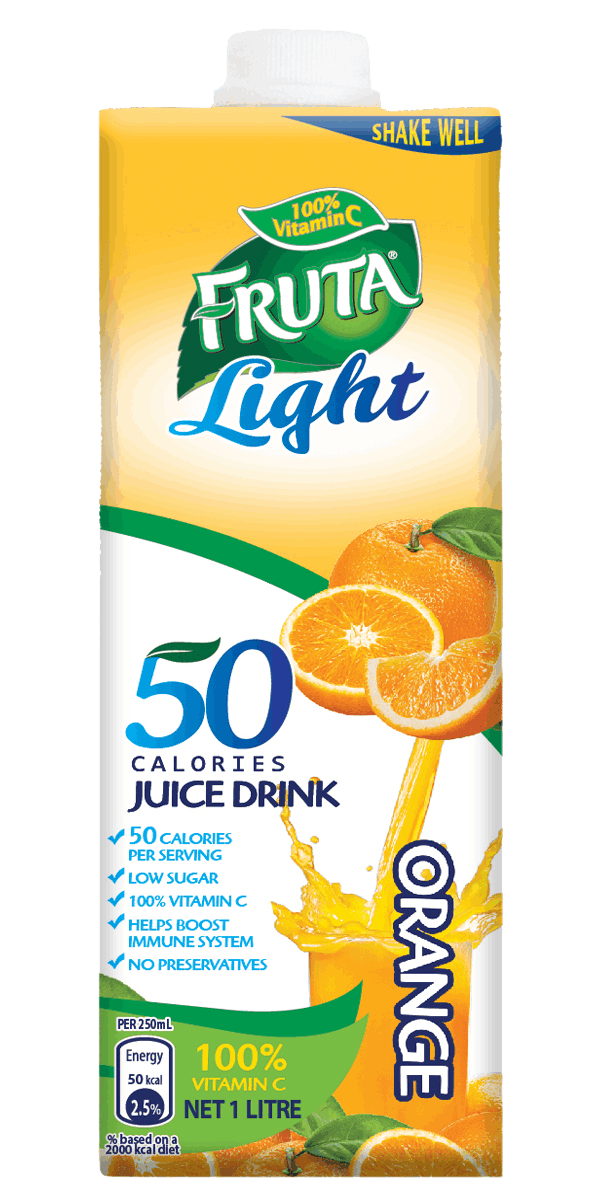 SHAKE WELL
100%
Vitamin C
FRUTA®
Light
50
CALORIES
JUICE DRINK
✓ 50 CALORIES
PER SERVING
✓ LOW SUGAR
✓ 100% VITAMIN C
✓ HELPS BOOST
IMMUNE SYSTEM
✓ NO PRESERVATIVES
ORANGE
PER 250mL
Energy
50 kcal
2.5%
% based on a
2000 kcal diet
100%
VITAMIN C
NET 1 LITRE